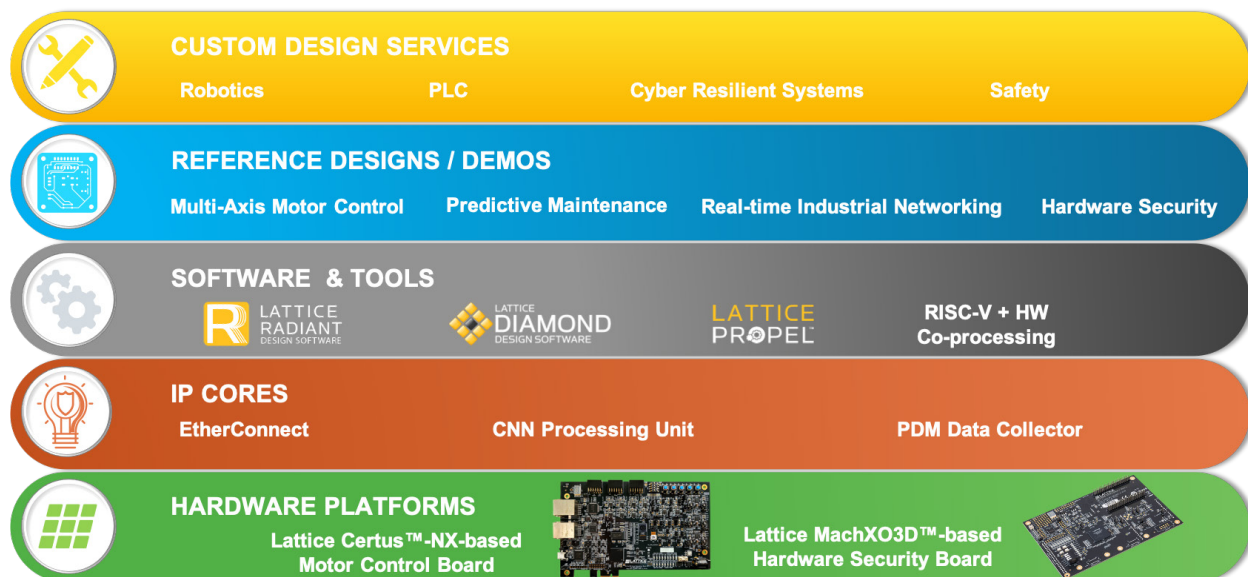 CUSTOM DESIGN SERVICES
Robotics PLC Cyber Resilient Systems Safety
REFERENCE DESIGNS / DEMOS
Multi-Axis Motor Control Predictive Maintenance Real-time Industrial Networking Hardware Security
SOFTWARE & TOOLS
LATTICE
RADIANT
DESIGN SOFTWARE
LATTICE
DIAMOND
DESIGN SOFTWARE
LATTICE
PROPEL™
RISC-V + HW
Co-processing
IP CORES
EtherConnect CNN Processing Unit PDM Data Collector
HARDWARE PLATFORMS
Lattice Certus™-NX-based
Motor Control Board
Lattice MachXO3D™-based
Hardware Security Board